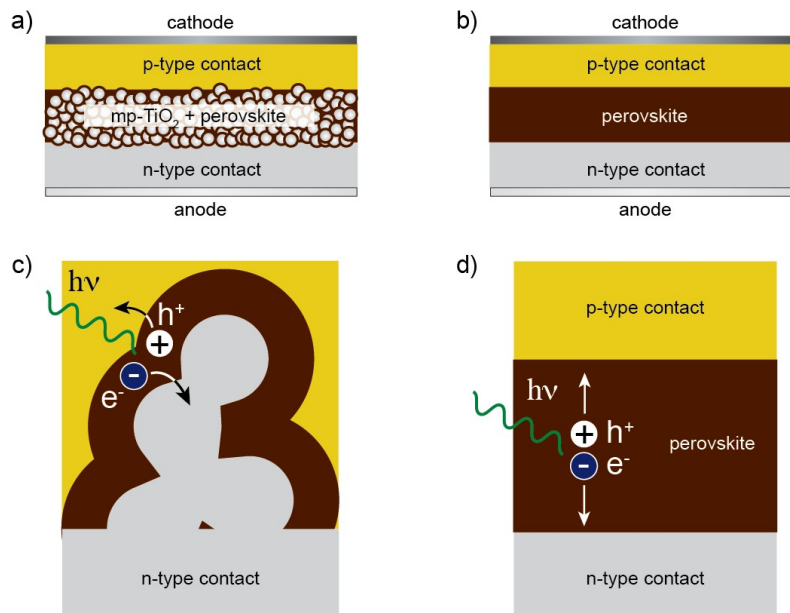 a)
cathode
p-type contact
mp-TiO₂ + perovskite
n-type contact
anode
b)
cathode
p-type contact
perovskite
n-type contact
anode
c)
hν
h⁺
+
-
e⁻
n-type contact
d)
p-type contact
hν
+
h⁺
-
e⁻
perovskite
n-type contact